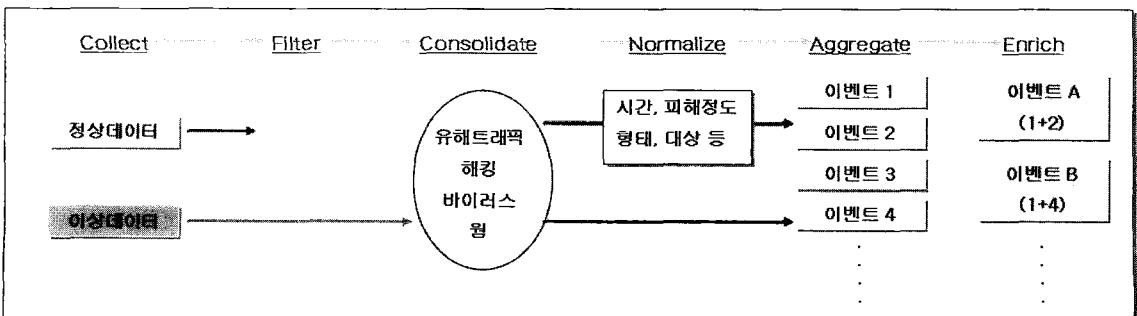 Collect Filter Consolidate Normalize Aggregate Enrich
정상데이터
이상데이터
유해트래픽
해킹
바이러스
웜
시간, 피해정도
형태, 대상 등
이벤트 1
이벤트 2
이벤트 3
이벤트 4
이벤트 A
(1+2)
이벤트 B
(1+4)